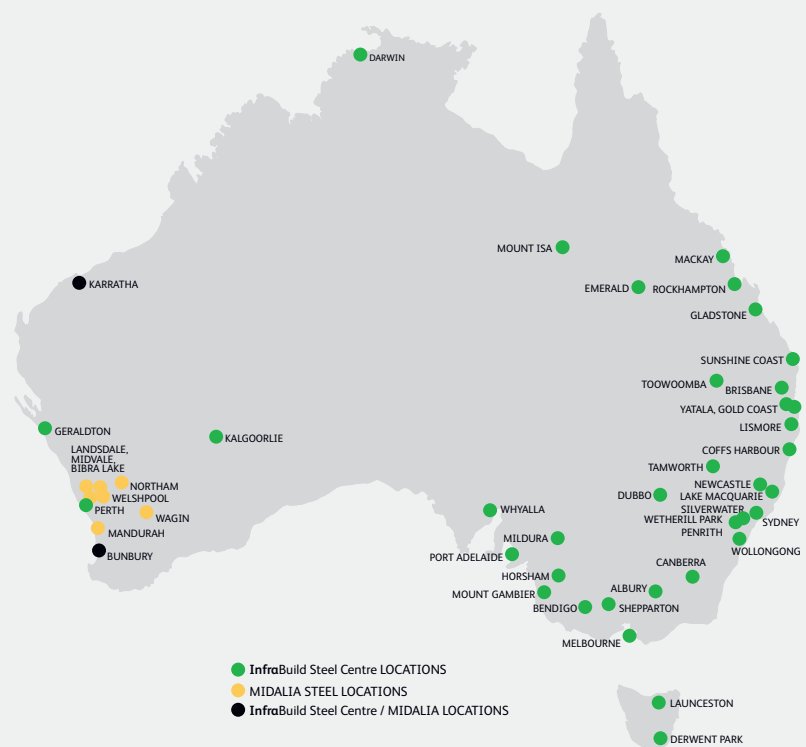 DARWIN
MOUNT ISA
MACKAY
KARRATHA
EMERALD
ROCKHAMPTON
GLADSTONE
SUNSHINE COAST
TOOWOOMBA
BRISBANE
YATALA, GOLD COAST
LISMORE
GERALDTON
KALGOORLIE
COFFS HARBOUR
LANDSDALE,
MIDVALE,
BIBRA LAKE
TAMWORTH
NORTHAM
NEWCASTLE
WELSHPOOL
DUBBO
LAKE MACQUARIE
PERTH
WHYALLA
SILVERWATER
WAGIN
WETHERILL PARK
SYDNEY
MANDURAH
PENRITH
MILDURA
WOLLONGONG
BUNBURY
PORT ADELAIDE
CANBERRA
HORSHAM
ALBURY
MOUNT GAMBIER
BENDIGO
SHEPPARTON
MELBOURNE
InfraBuild Steel Centre LOCATIONS
MIDALIA STEEL LOCATIONS
InfraBuild Steel Centre / MIDALIA LOCATIONS
LAUNCESTON
DERWENT PARK